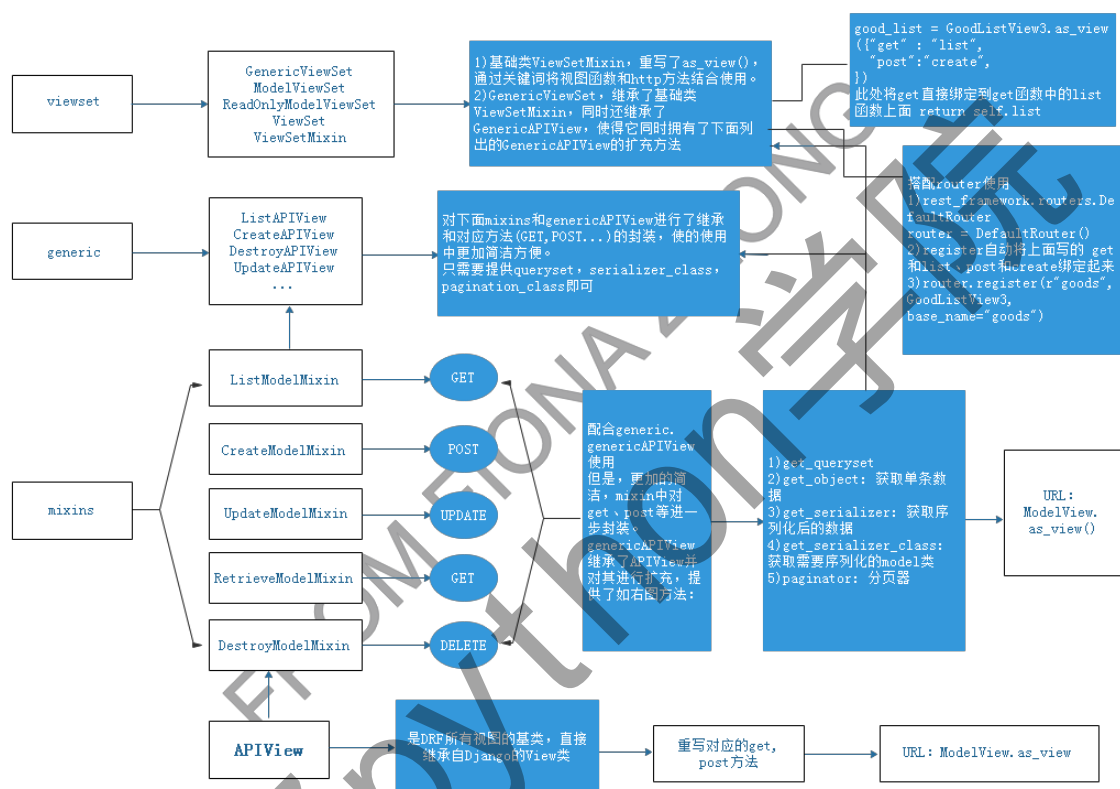 viewset
GenericViewSet
ModelViewSet
ReadOnlyModelViewSet
ViewSet
ViewSetMixin
1)基础类ViewSetMixin，重写了as_view()，
通过关键词将视图函数和http方法结合使用。
2)GenericViewSet，继承了基础类
ViewSetMixin，同时还继承了
GenericAPIView，使得它同时拥有了下面列
出的GenericAPIView的扩充方法
good_list = GoodListView3.as_view
({"get" : "list",
"post":"create",
})
此处将get直接绑定到get函数中的list
函数上面 return self.list
搭配router使用
1)rest_framework.routers.De
faultRouter
router = DefaultRouter()
2)register自动将上面写的 get
和list、post和create绑定起来
3)router.register(r"goods",
GoodListView3,
base_name="goods")
generic
ListAPIView
CreateAPIView
DestroyAPIView
UpdateAPIView
...
对下面mixins和genericAPIView进行了继承
和对应方法(GET,POST...)的封装，使的使用
中更加简洁方便。
只需要提供queryset，serializer_class，
pagination_class即可
mixins
ListModelMixin
GET
CreateModelMixin
POST
UpdateModelMixin
UPDATE
RetrieveModelMixin
GET
DestroyModelMixin
DELETE
配合generic.
genericAPIView
使用
但是，更加的简
洁，mixin中对
get、post等进一
步封装。
genericAPIView
继承了APIView并
对其进行扩充，提
供了如右图方法：
1)get_queryset
2)get_object: 获取单条数
据
3)get_serializer: 获取序
列化后的数据
4)get_serializer_class:
获取需要序列化的model类
5)paginator: 分页器
URL：
ModelView.
as_view()
APIView
是DRF所有视图的基类，直接
继承自Django的View类
重写对应的get,
post方法
URL：ModelView.as_view
python学院